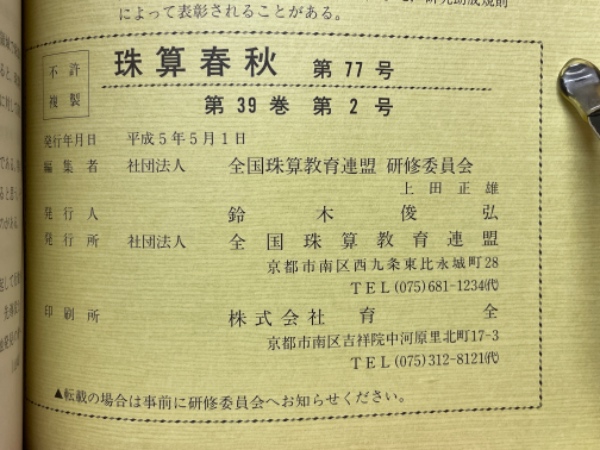 によって表彰されることがある。
不許
複製
珠算春秋 第77号
第39巻 第2号
発行年月日 平成5年5月1日
編集者 社団法人 全国珠算教育連盟 研修委員会
上田正雄
発行人 鈴木俊弘
発行所 社団法人 全国珠算教育連盟
京都市南区西九条東比永城町28
TEL(075)681-1234㈹
印刷所 株式会社 育全
京都市南区吉祥院中河原里北町17-3
TEL(075)312-8121㈹
▲転載の場合は事前に研修委員会へお知らせください。